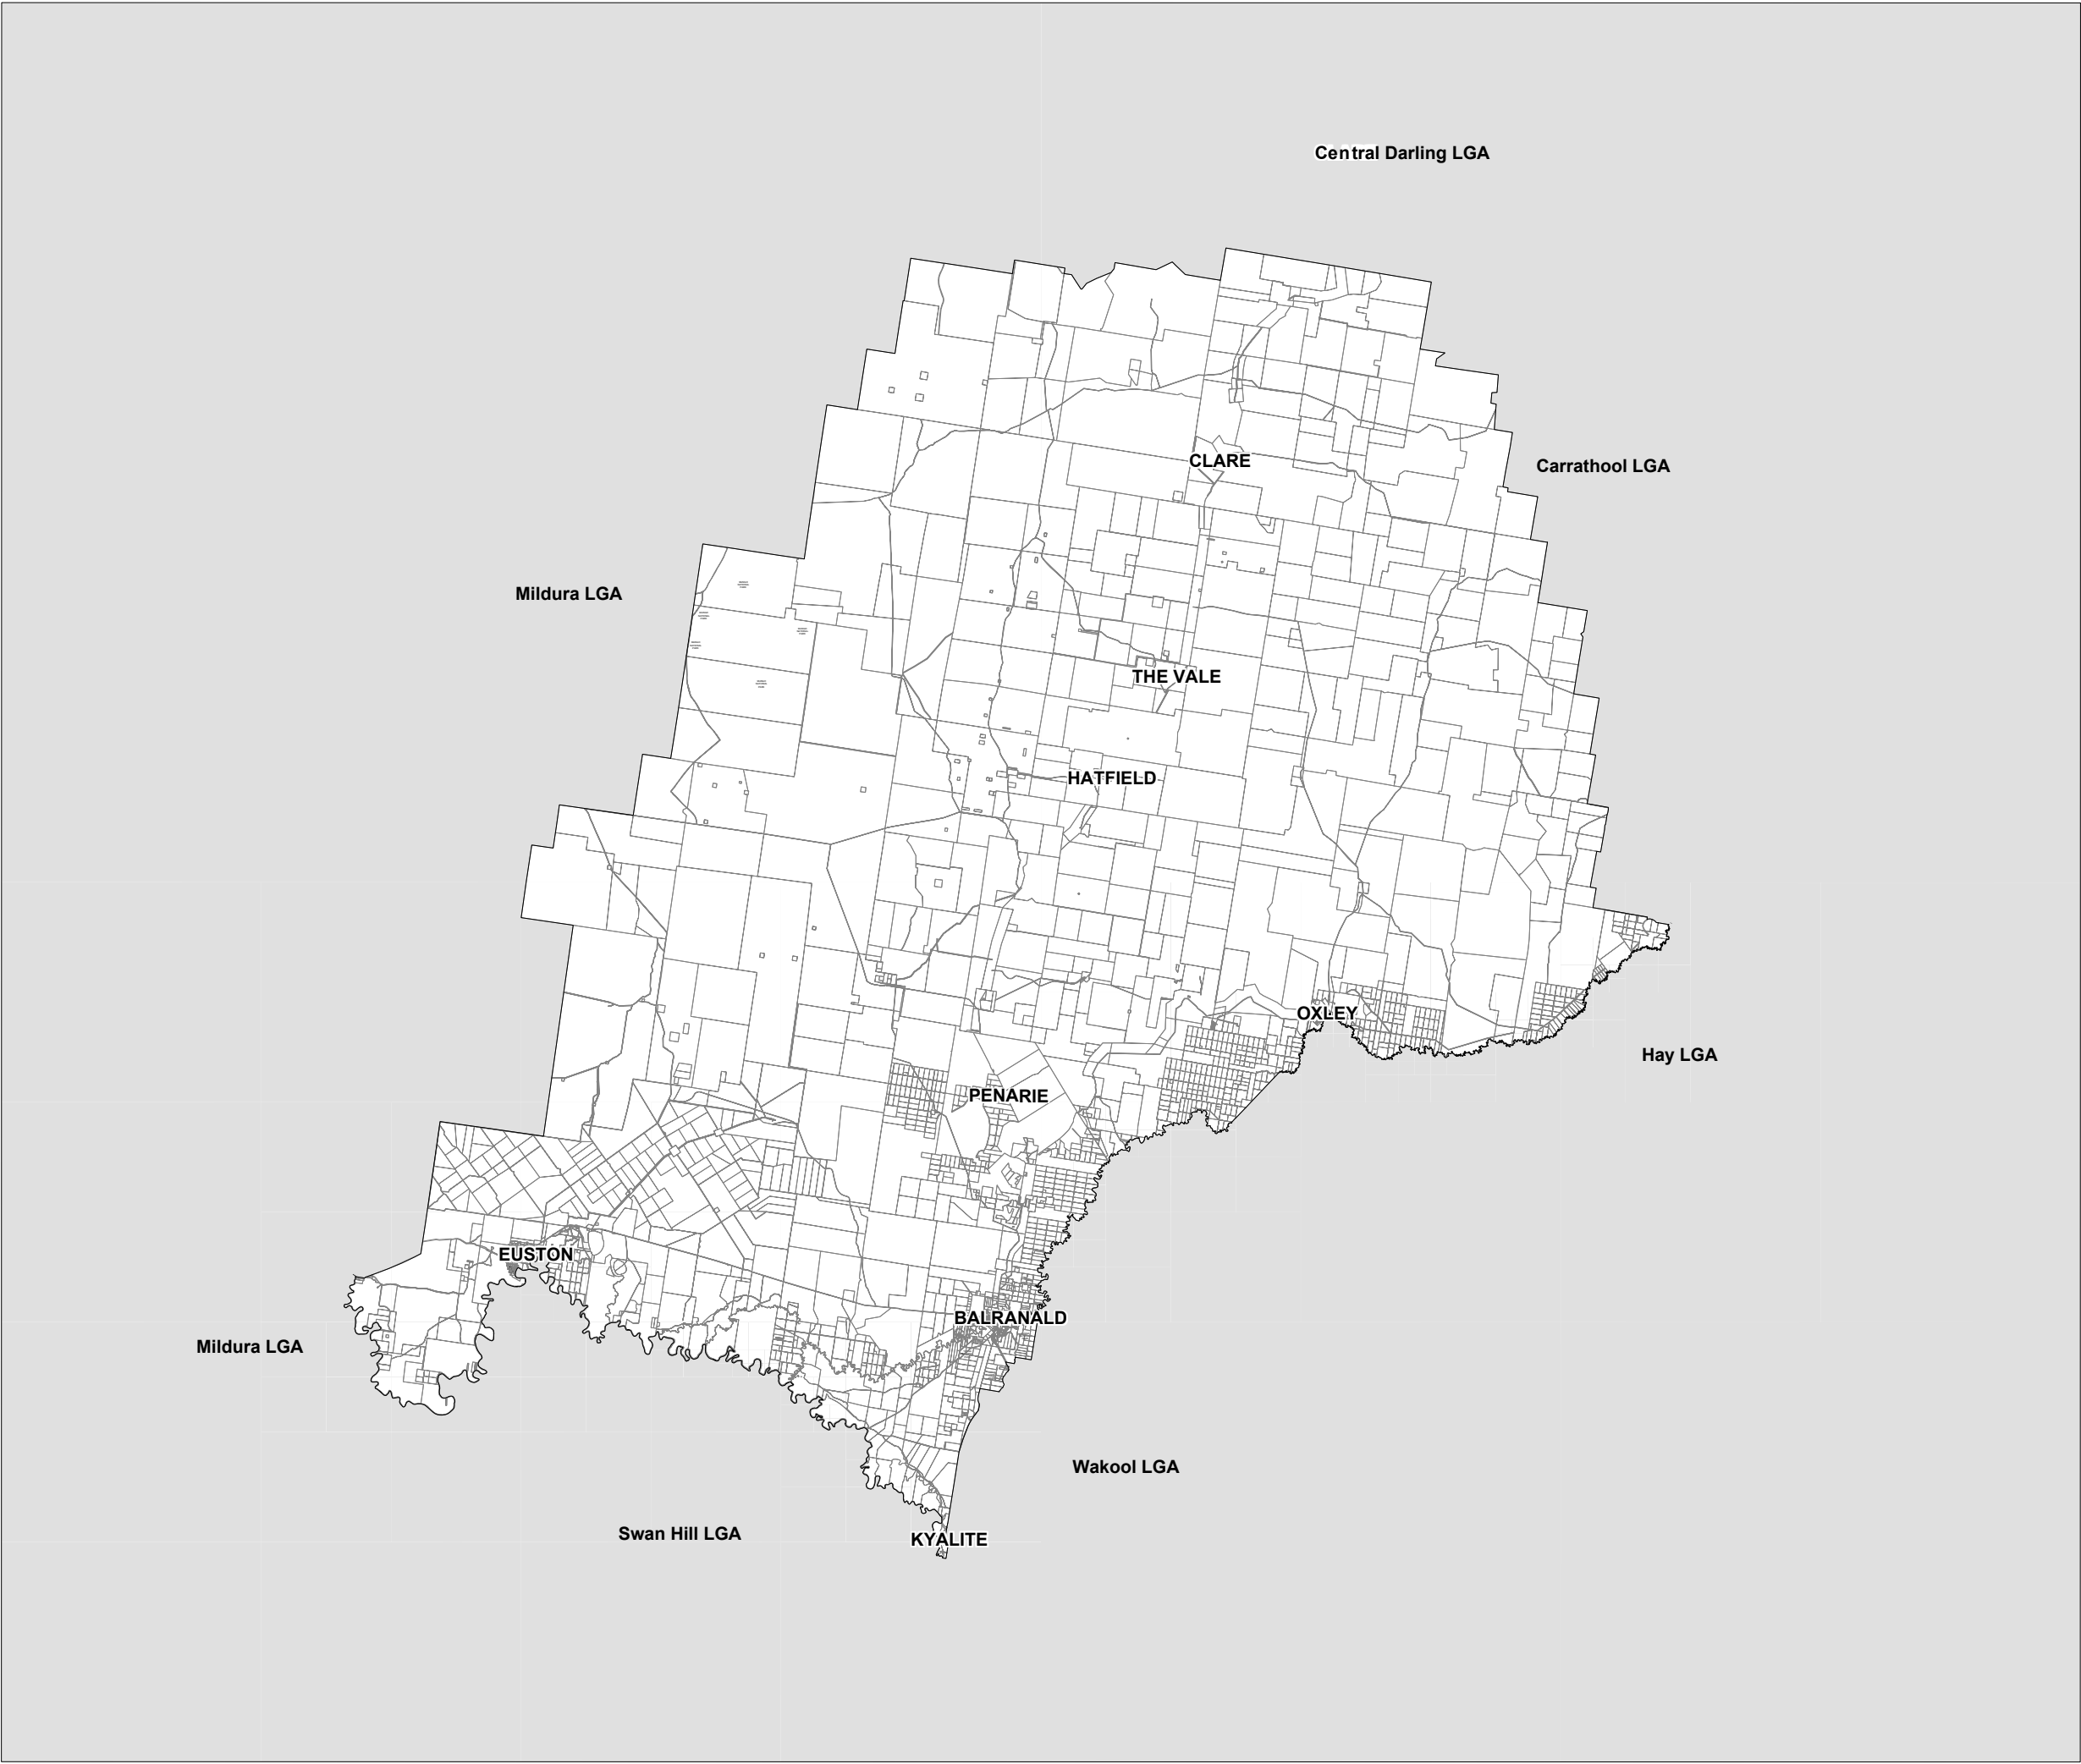 Central Darling LGA
CLARE
Carrathool LGA
Mildura LGA
THE VALE
HATFIELD
OXLEY
Hay LGA
PENARIE
EUSTON
BALRANALD
Mildura LGA
Wakool LGA
Swan Hill LGA
KYALITE